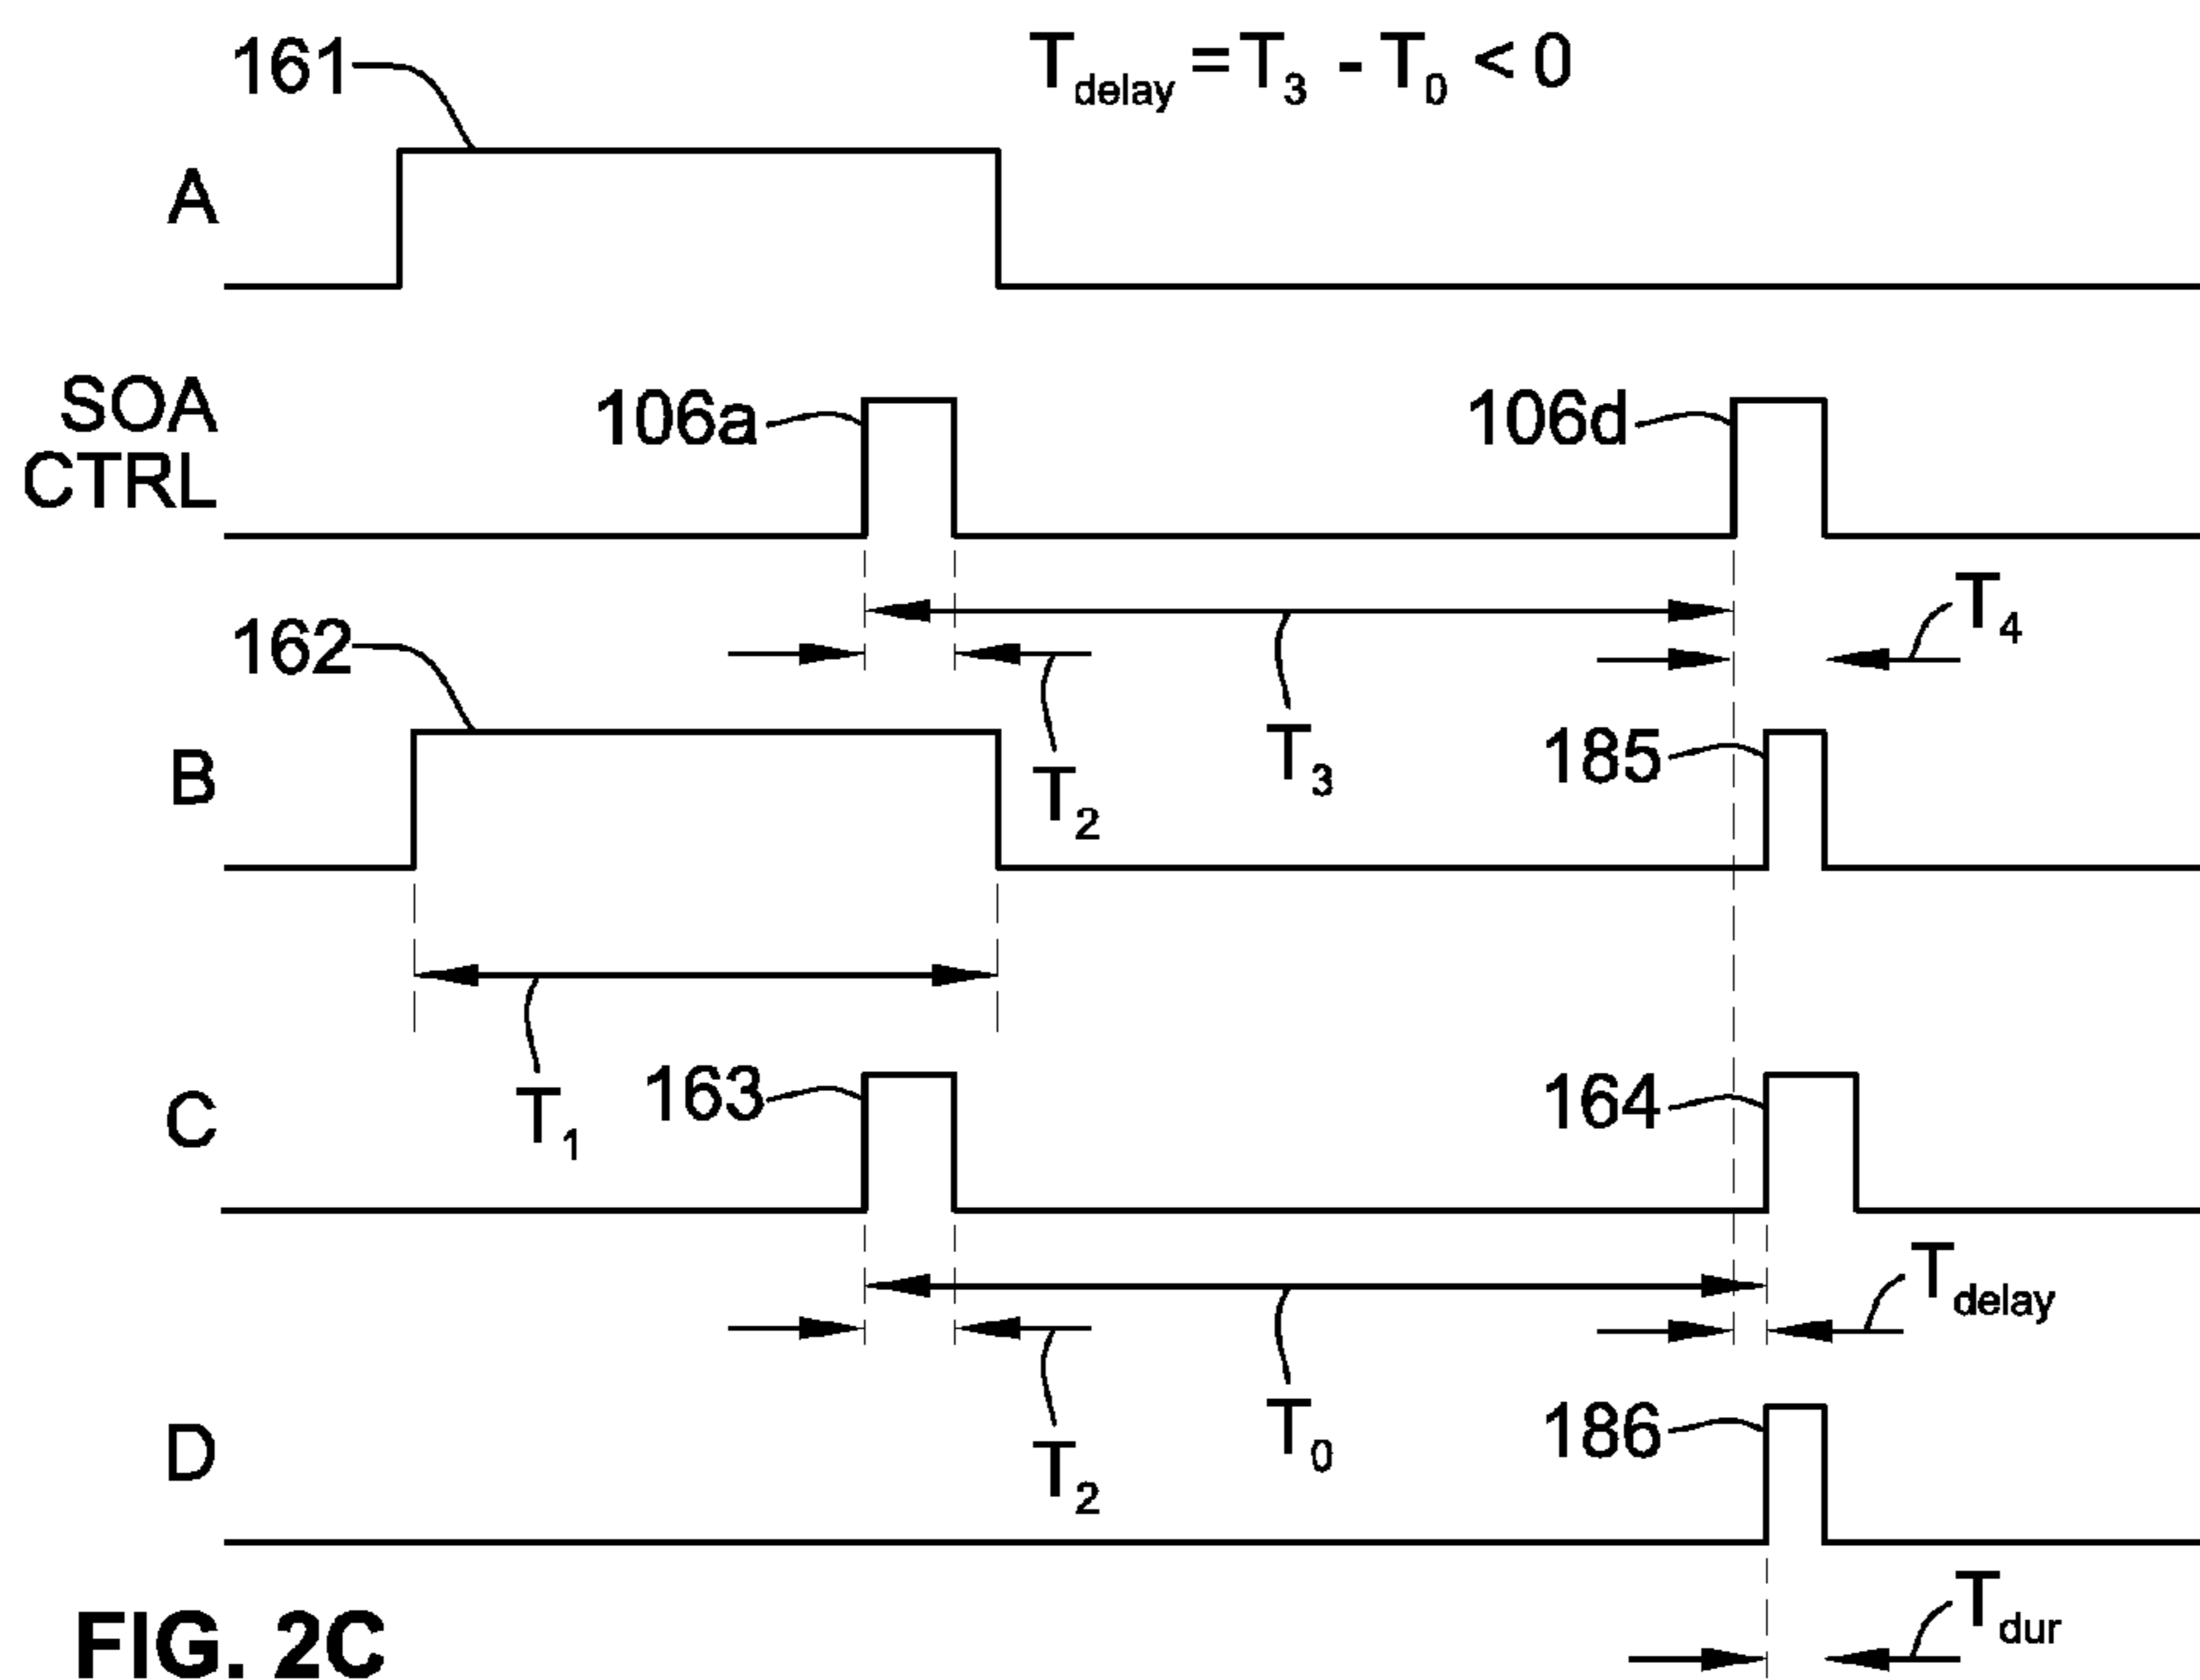 T_delay = T_3 - T_0 < 0
161
A
SOA
CTRL
106a
106d
T_4
162
T_2
T_3
185
B
T_1
163
164
C
T_delay
T_2
T_0
186
D
T_dur
FIG. 2C